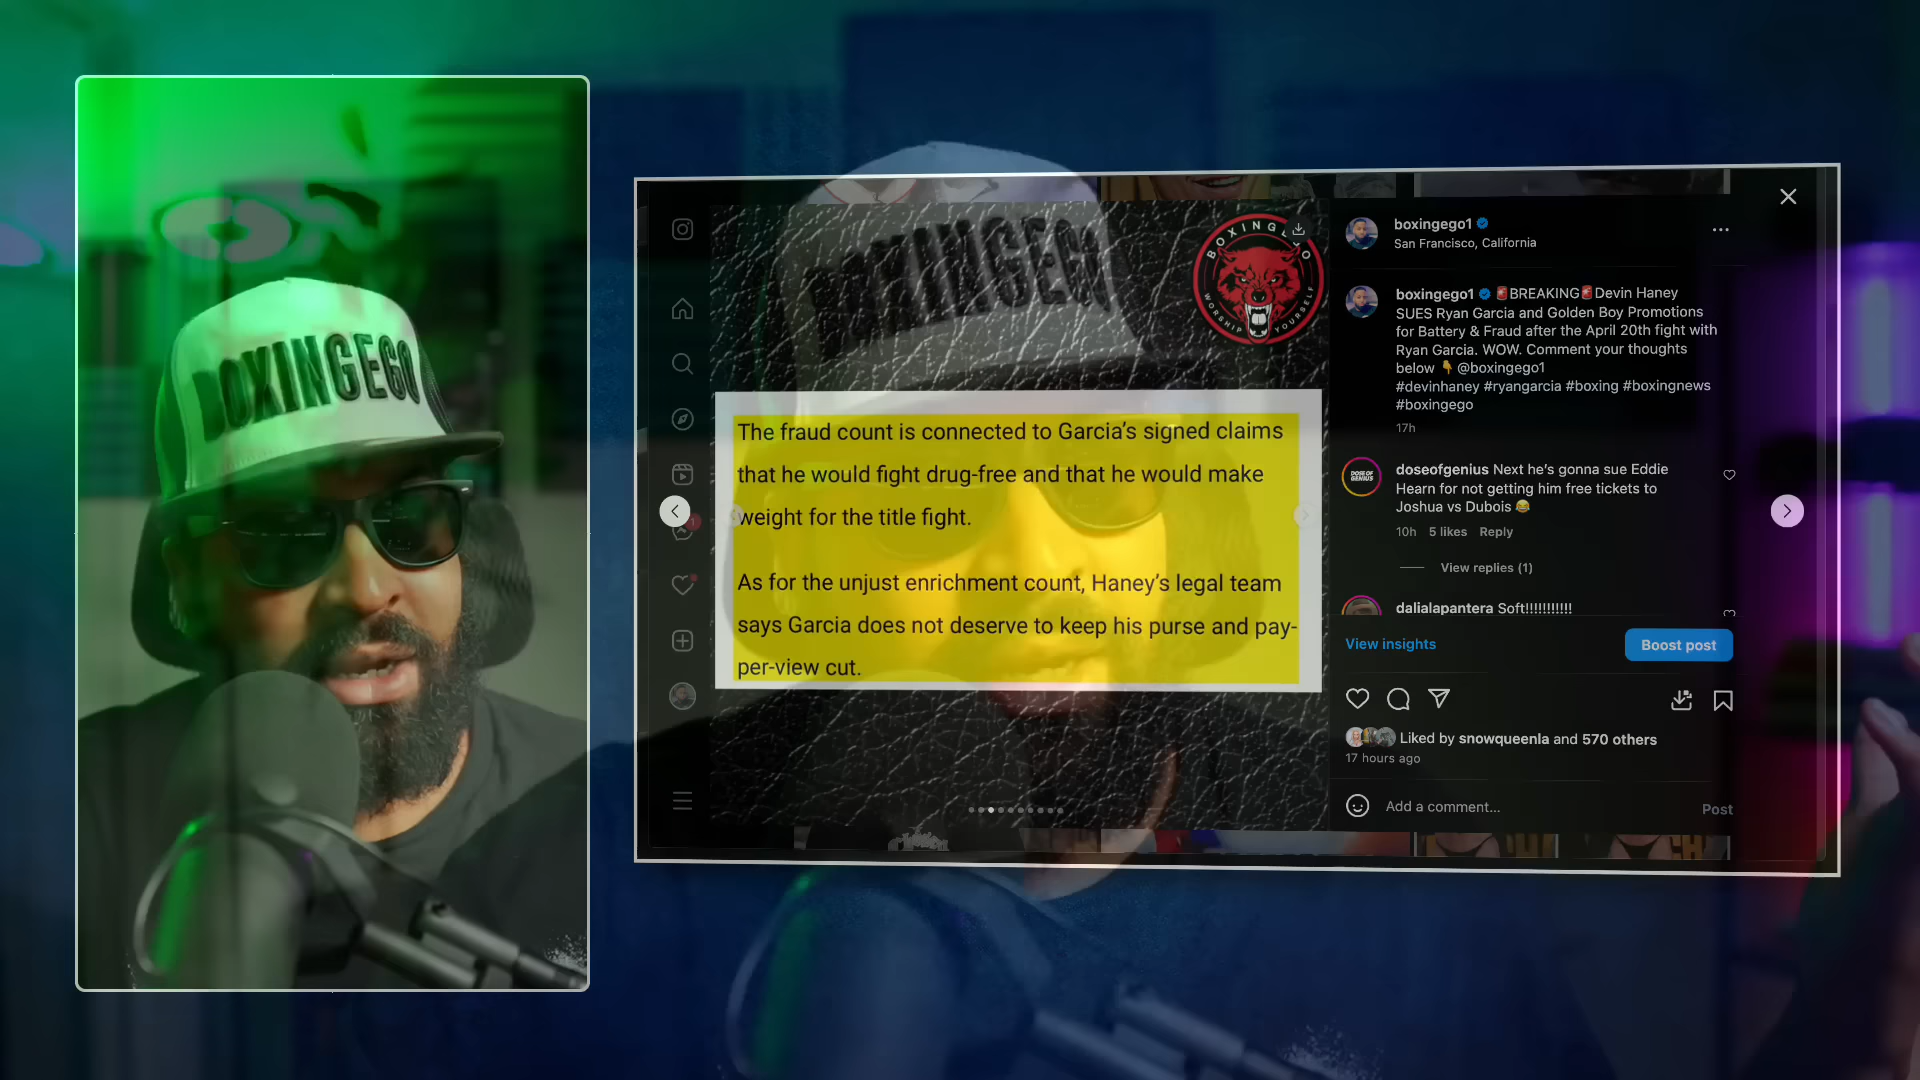 BOXINGEGO
BOXINGEGO
BOXINGEGO
WORSHIP YOURSELF
The fraud count is connected to Garcia's signed claims
that he would fight drug-free and that he would make
weight for the title fight.
As for the unjust enrichment count, Haney's legal team
says Garcia does not deserve to keep his purse and pay-
per-view cut.
boxingego1
San Francisco, California
boxingego1 🚨BREAKING🚨Devin Haney
SUES Ryan Garcia and Golden Boy Promotions
for Battery & Fraud after the April 20th fight with
Ryan Garcia. WOW. Comment your thoughts
below 👇 @boxingego1
#devinhaney #ryangarcia #boxing #boxingnews
#boxingego
17h
DOSE OF
GENIUS
doseofgenius Next he's gonna sue Eddie
Hearn for not getting him free tickets to
Joshua vs Dubois 😂
10h 5 likes Reply
View replies (1)
dalialapantera Soft!!!!!!!!!!!
View insights
Boost post
Liked by snowqueenla and 570 others
17 hours ago
Add a comment...
Post